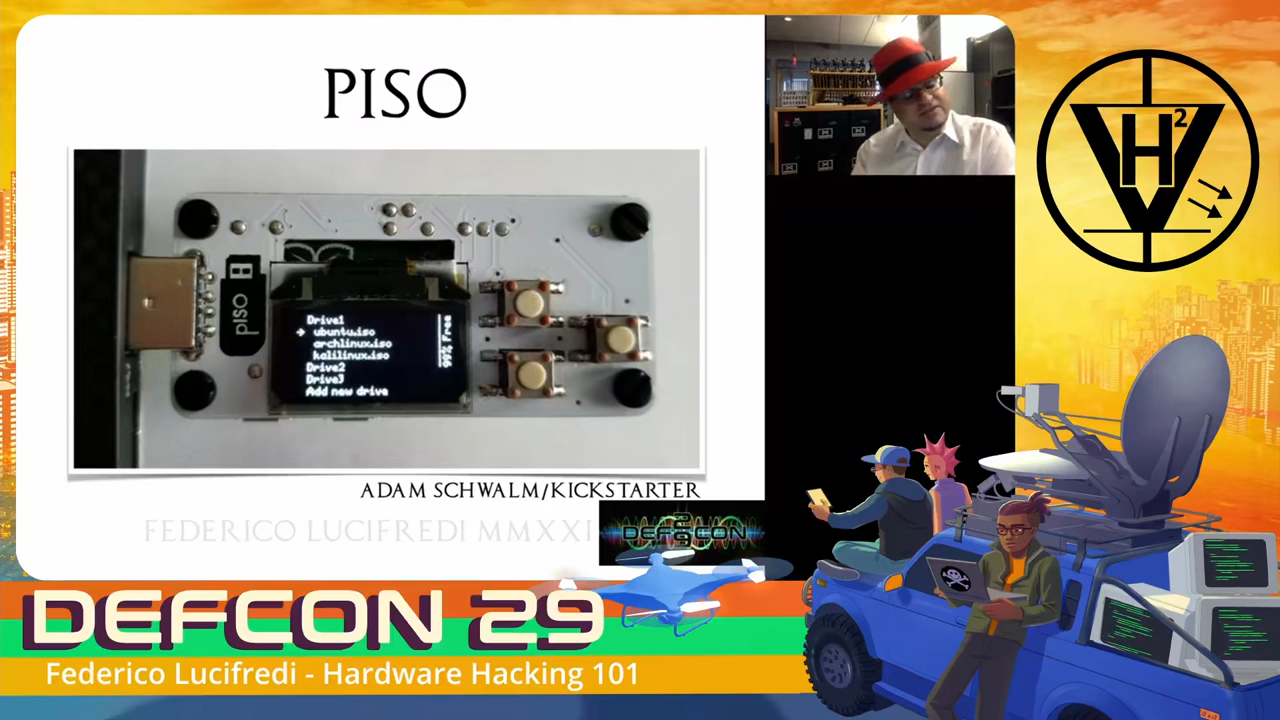 PISO
piso
Drive1
ubuntu.iso
archlinux.iso
kalilinux.iso
Drive2
Drive3
Add new drive
99% Free
ADAM SCHWALM/KICKSTARTER
FEDERICO LUCIFREDI MMXXI
DEFCON
H2
V
DEFCON 29
Federico Lucifredi - Hardware Hacking 101